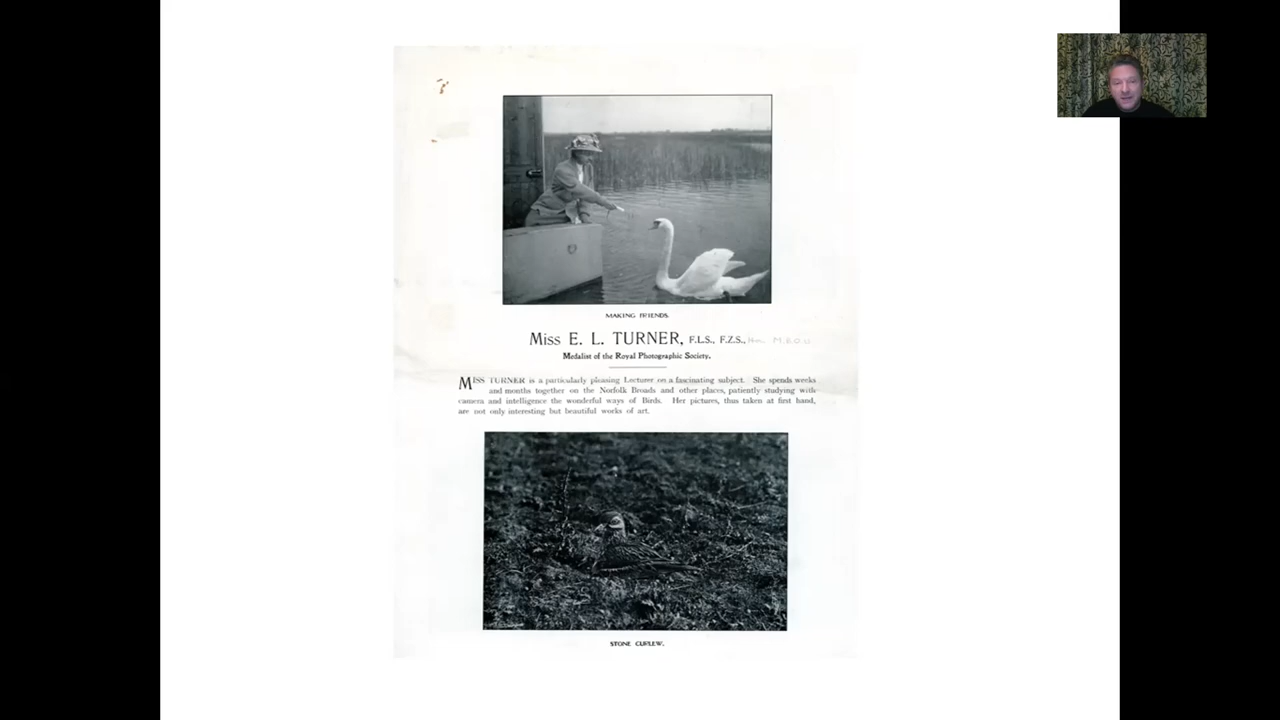 MAKING FRIENDS.
Miss E. L. TURNER, F.L.S., F.Z.S., Hon. M.B.O.U
Medalist of the Royal Photographic Society.
MISS TURNER is a particularly pleasing Lecturer on a fascinating subject. She spends weeks
and months together on the Norfolk Broads and other places, patiently studying with
camera and intelligence the wonderful ways of Birds. Her pictures, thus taken at first hand,
are not only interesting but beautiful works of art.
STONE CURLEW.